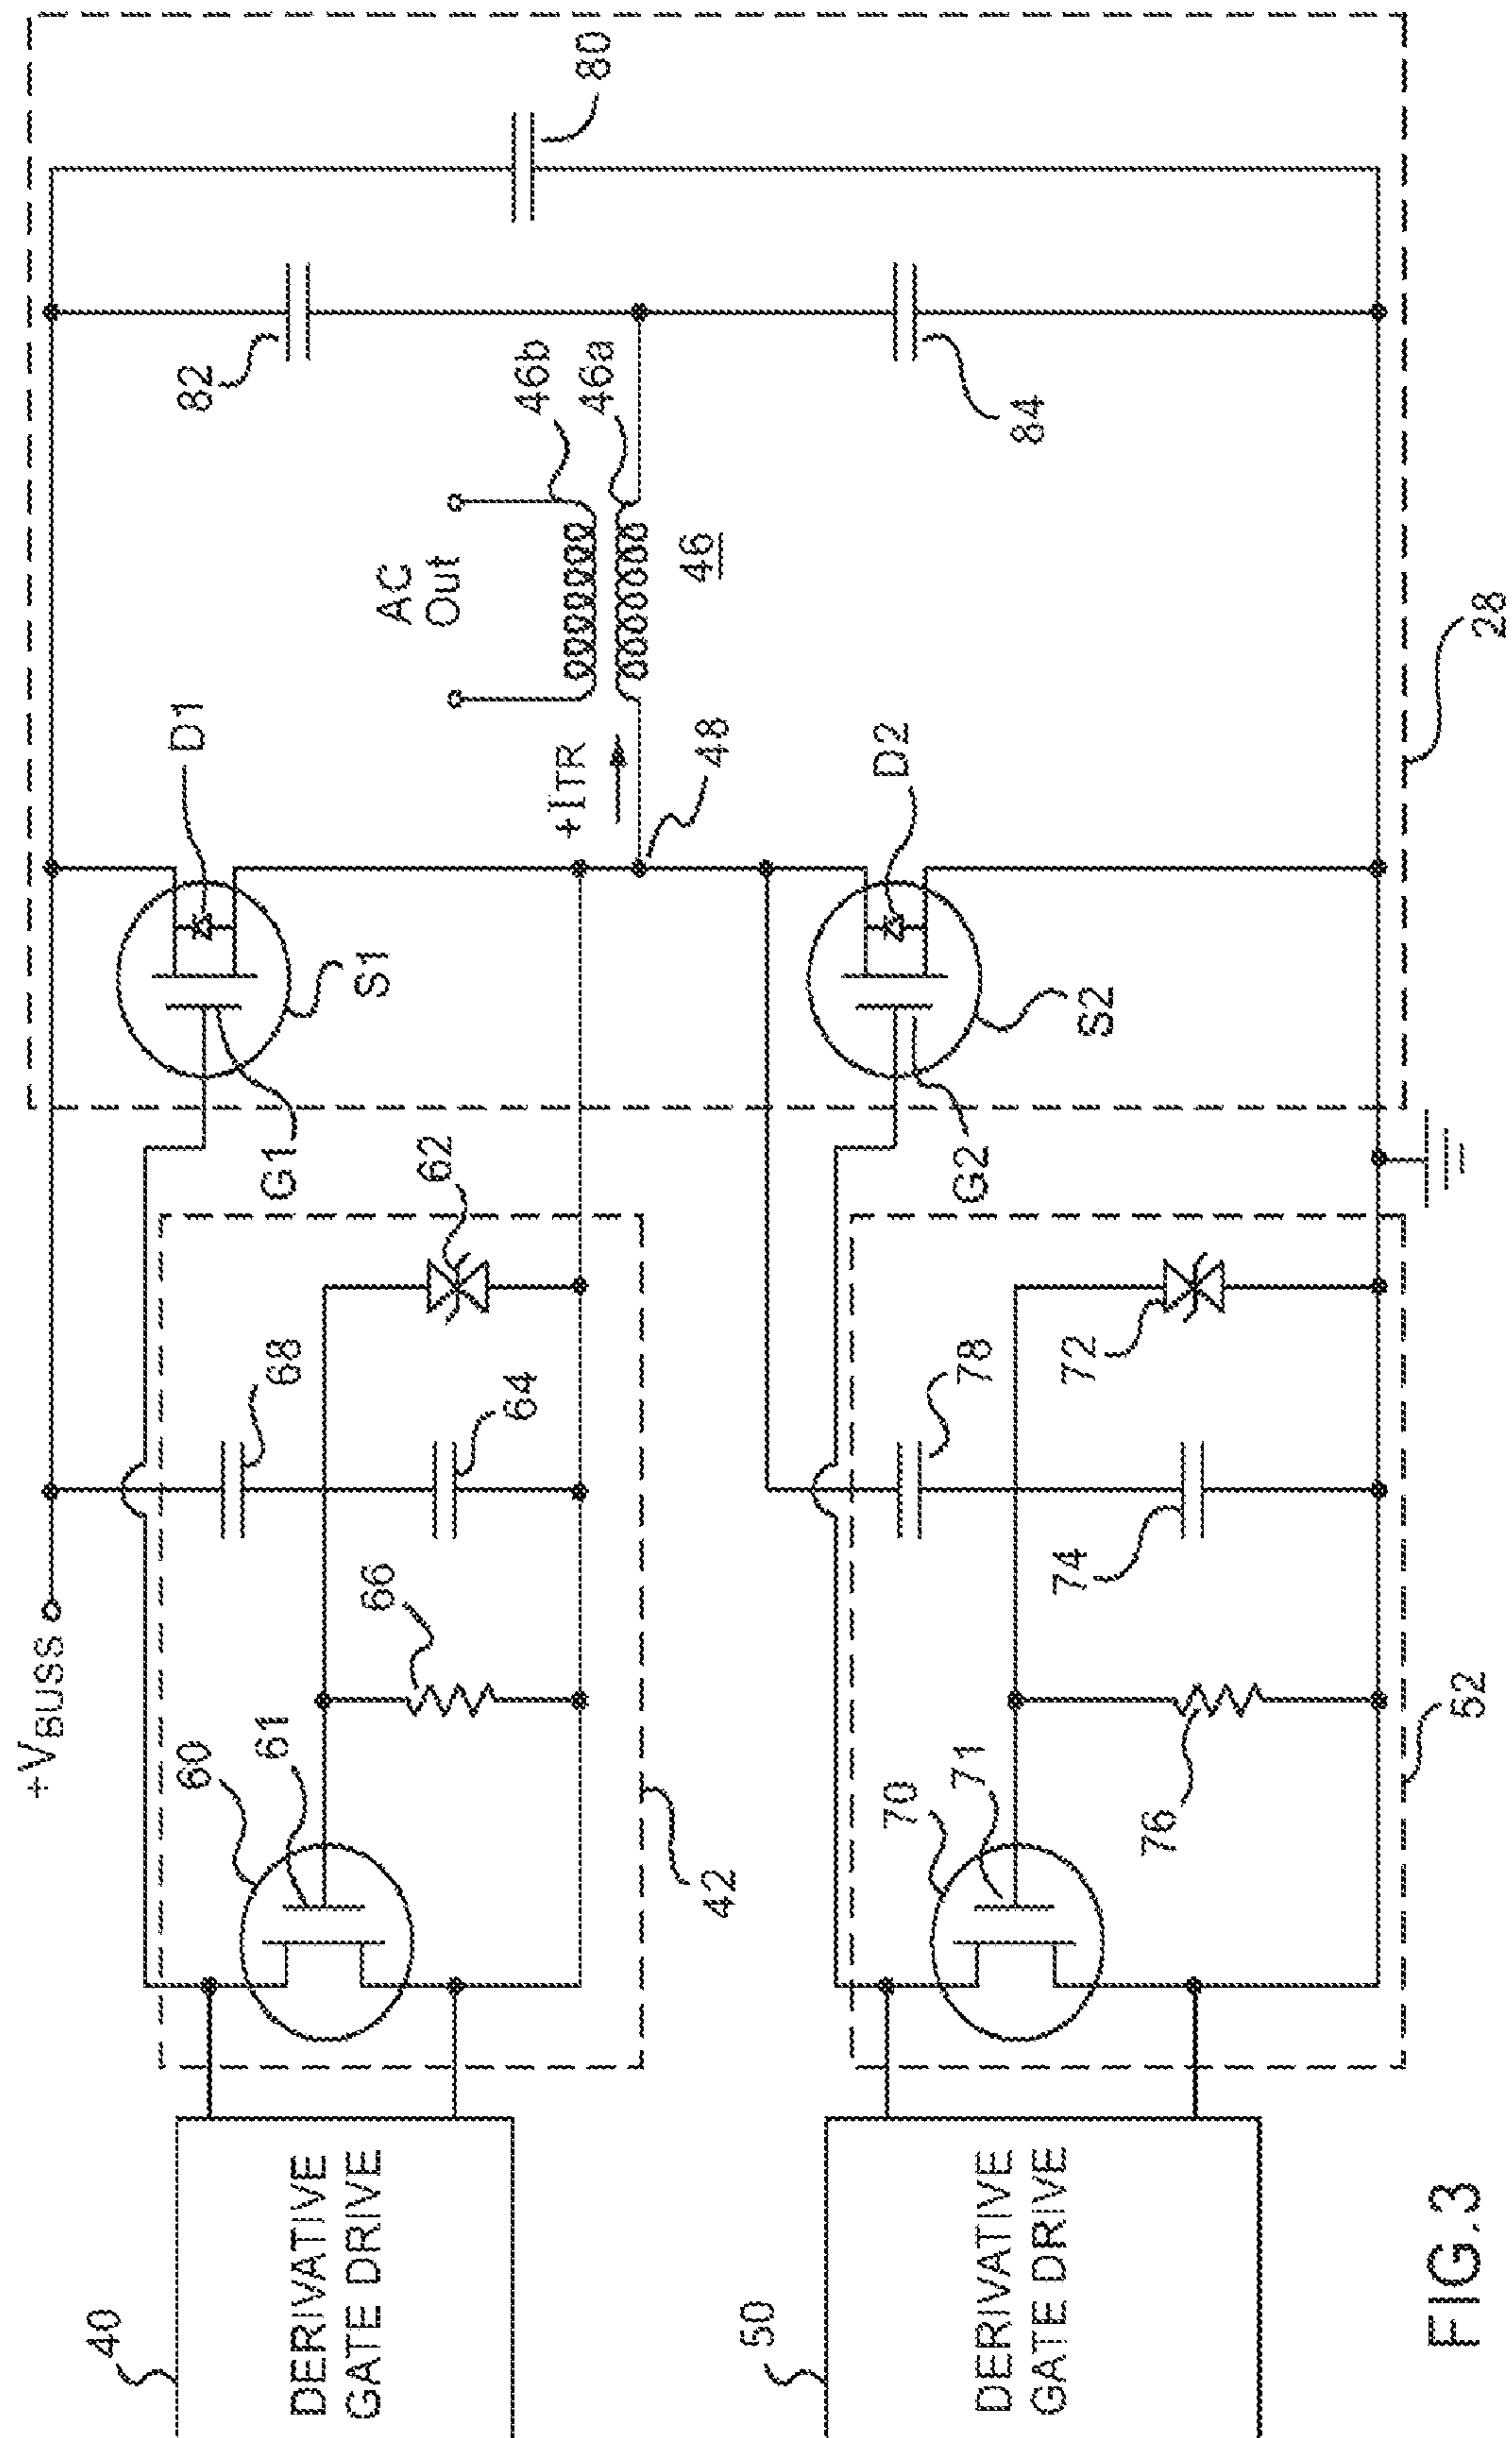 +VBUSS
40
DERIVATIVE
GATE DRIVE
60
61
66
68
64
62
42
G1
S1
D1
+ITR
48
AC
Out
46b
46a
46
82
80
84
50
DERIVATIVE
GATE DRIVE
70
71
76
74
78
72
52
G2
S2
D2
28
FIG.3